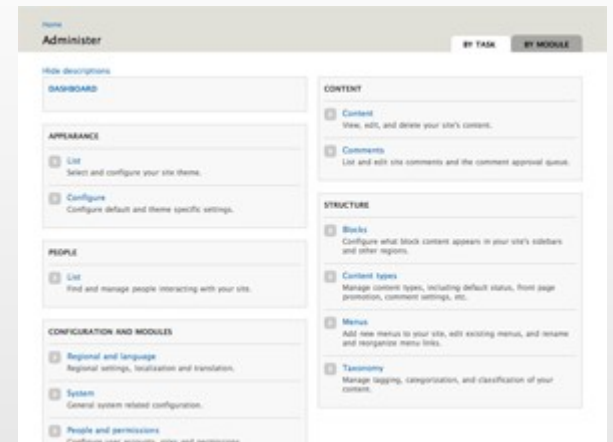 Home
Administer
BY TASK
BY MODULE
Hide descriptions
DASHBOARD
APPEARANCE
List
Select and configure your site theme.
Configure
Configure default and theme specific settings.
PEOPLE
List
Find and manage people interacting with your site.
CONFIGURATION AND MODULES
Regional and language
Regional settings, localization and translation.
System
General system related configuration.
People and permissions
Configure user accounts, roles and permissions.
CONTENT
Content
View, edit, and delete your site's content.
Comments
List and edit site comments and the comment approval queue.
STRUCTURE
Blocks
Configure what block content appears in your site's sidebars
and other regions.
Content types
Manage content types, including default status, front page
promotion, comment settings, etc.
Menus
Add new menus to your site, edit existing menus, and rename
and reorganize menu links.
Taxonomy
Manage tagging, categorization, and classification of your
content.